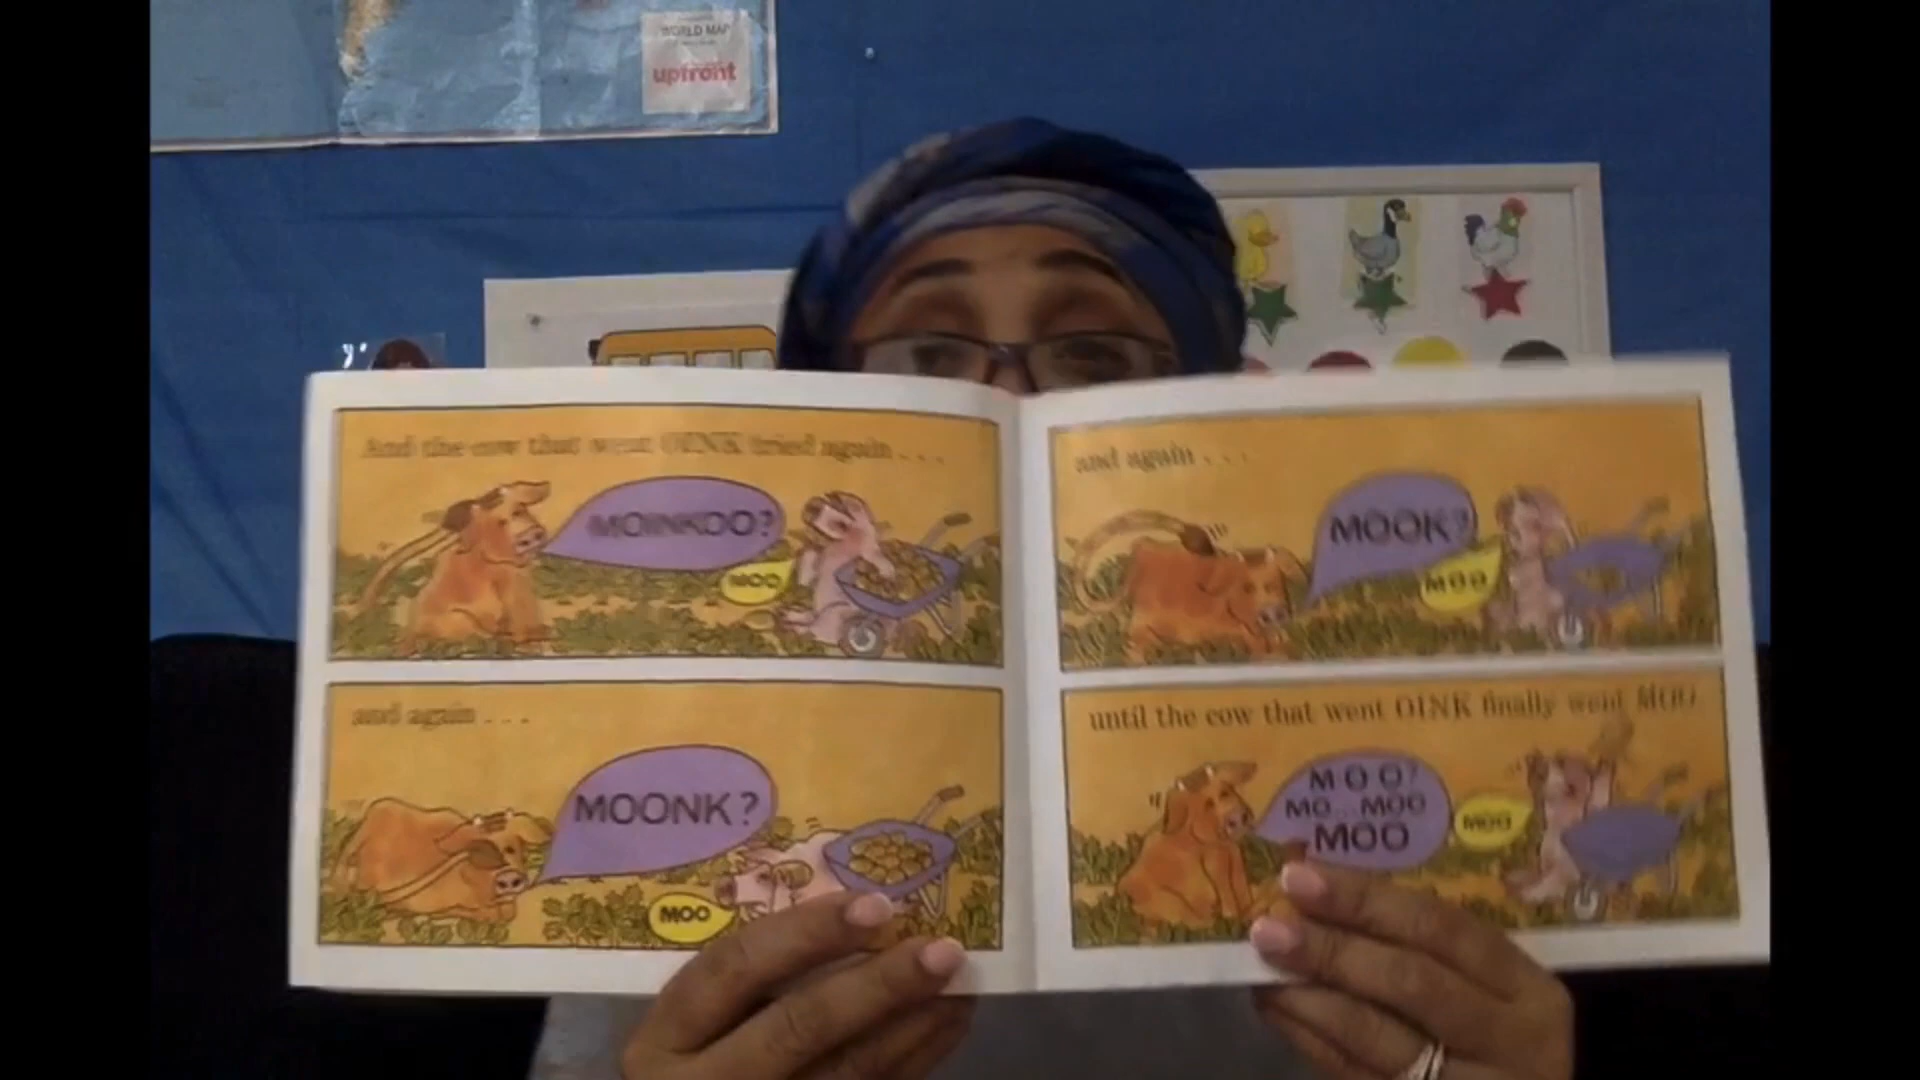 WORLD MAP
upfront
And the cow that went OINK tried again . . .
MOINKOO?
MOO
and again . . .
MOONK?
MOO
and again . . .
MOOK?
MOO
until the cow that went OINK finally went MOO
MOO?
MO...MOO
MOO
MOO